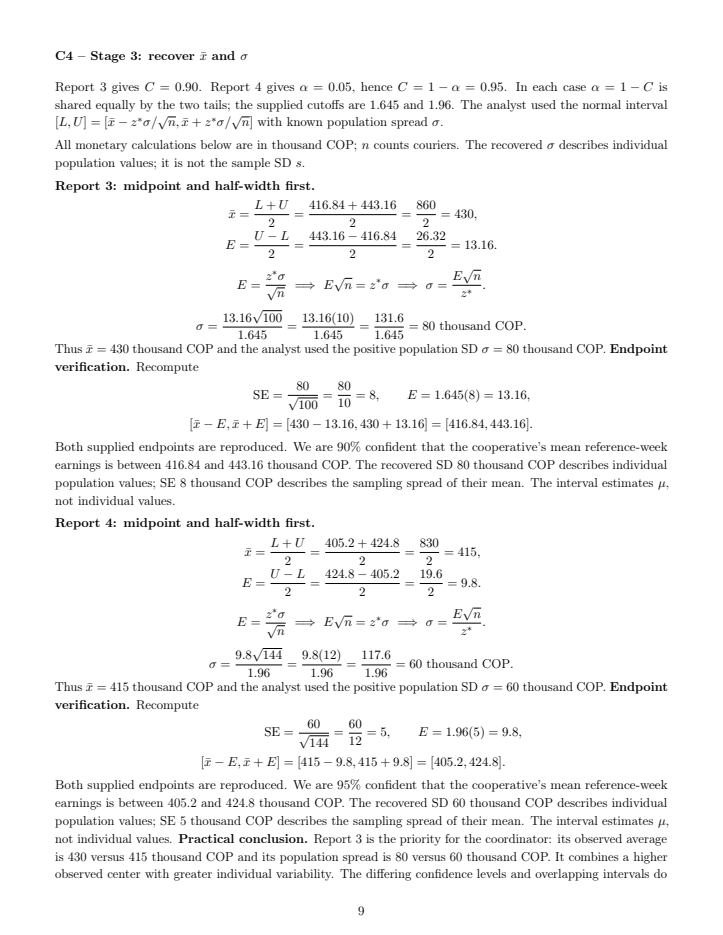 C4 – Stage 3: recover x̄ and σ
Report 3 gives C = 0.90. Report 4 gives α = 0.05, hence C = 1 − α = 0.95. In each case α = 1 − C is
shared equally by the two tails; the supplied cutoffs are 1.645 and 1.96. The analyst used the normal interval
[L, U] = [x̄ − z*σ/√n, x̄ + z*σ/√n] with known population spread σ.
All monetary calculations below are in thousand COP; n counts couriers. The recovered σ describes individual
population values; it is not the sample SD s.
Report 3: midpoint and half-width first.
x̄ = (L + U)/2 = (416.84 + 443.16)/2 = 860/2 = 430,
E = (U − L)/2 = (443.16 − 416.84)/2 = 26.32/2 = 13.16.
E = z*σ/√n ⟹ E√n = z*σ ⟹ σ = E√n/z*.
σ = 13.16√100/1.645 = 13.16(10)/1.645 = 131.6/1.645 = 80 thousand COP.
Thus x̄ = 430 thousand COP and the analyst used the positive population SD σ = 80 thousand COP. Endpoint
verification. Recompute
SE = 80/√100 = 80/10 = 8, E = 1.645(8) = 13.16,
[x̄ − E, x̄ + E] = [430 − 13.16, 430 + 13.16] = [416.84, 443.16].
Both supplied endpoints are reproduced. We are 90% confident that the cooperative's mean reference-week
earnings is between 416.84 and 443.16 thousand COP. The recovered SD 80 thousand COP describes individual
population values; SE 8 thousand COP describes the sampling spread of their mean. The interval estimates μ,
not individual values.
Report 4: midpoint and half-width first.
x̄ = (L + U)/2 = (405.2 + 424.8)/2 = 830/2 = 415,
E = (U − L)/2 = (424.8 − 405.2)/2 = 19.6/2 = 9.8.
E = z*σ/√n ⟹ E√n = z*σ ⟹ σ = E√n/z*.
σ = 9.8√144/1.96 = 9.8(12)/1.96 = 117.6/1.96 = 60 thousand COP.
Thus x̄ = 415 thousand COP and the analyst used the positive population SD σ = 60 thousand COP. Endpoint
verification. Recompute
SE = 60/√144 = 60/12 = 5, E = 1.96(5) = 9.8,
[x̄ − E, x̄ + E] = [415 − 9.8, 415 + 9.8] = [405.2, 424.8].
Both supplied endpoints are reproduced. We are 95% confident that the cooperative's mean reference-week
earnings is between 405.2 and 424.8 thousand COP. The recovered SD 60 thousand COP describes individual
population values; SE 5 thousand COP describes the sampling spread of their mean. The interval estimates μ,
not individual values. Practical conclusion. Report 3 is the priority for the coordinator: its observed average
is 430 versus 415 thousand COP and its population spread is 80 versus 60 thousand COP. It combines a higher
observed center with greater individual variability. The differing confidence levels and overlapping intervals do
9